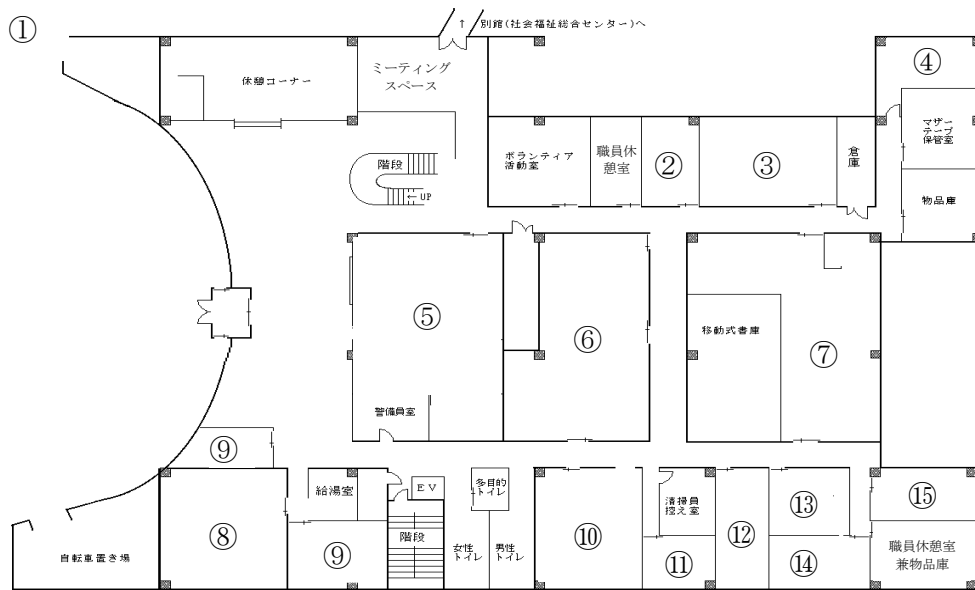 ①
↑ 別館(社会福祉総合センター)へ
休憩コーナー
ミーティング
スペース
④
マザー
テープ
保管室
階段
←UP
ボランティア
活動室
職員休
憩室
②
③
倉
庫
物品庫
⑤
⑥
移動式書庫
⑦
警備員室
⑨
給湯室
EV
多目的
トイレ
清掃員
控え室
⑬
⑮
⑧
⑨
階段
女性
トイレ
男性
トイレ
⑩
⑪
⑫
⑭
職員休憩室
兼物品庫
自転車置き場